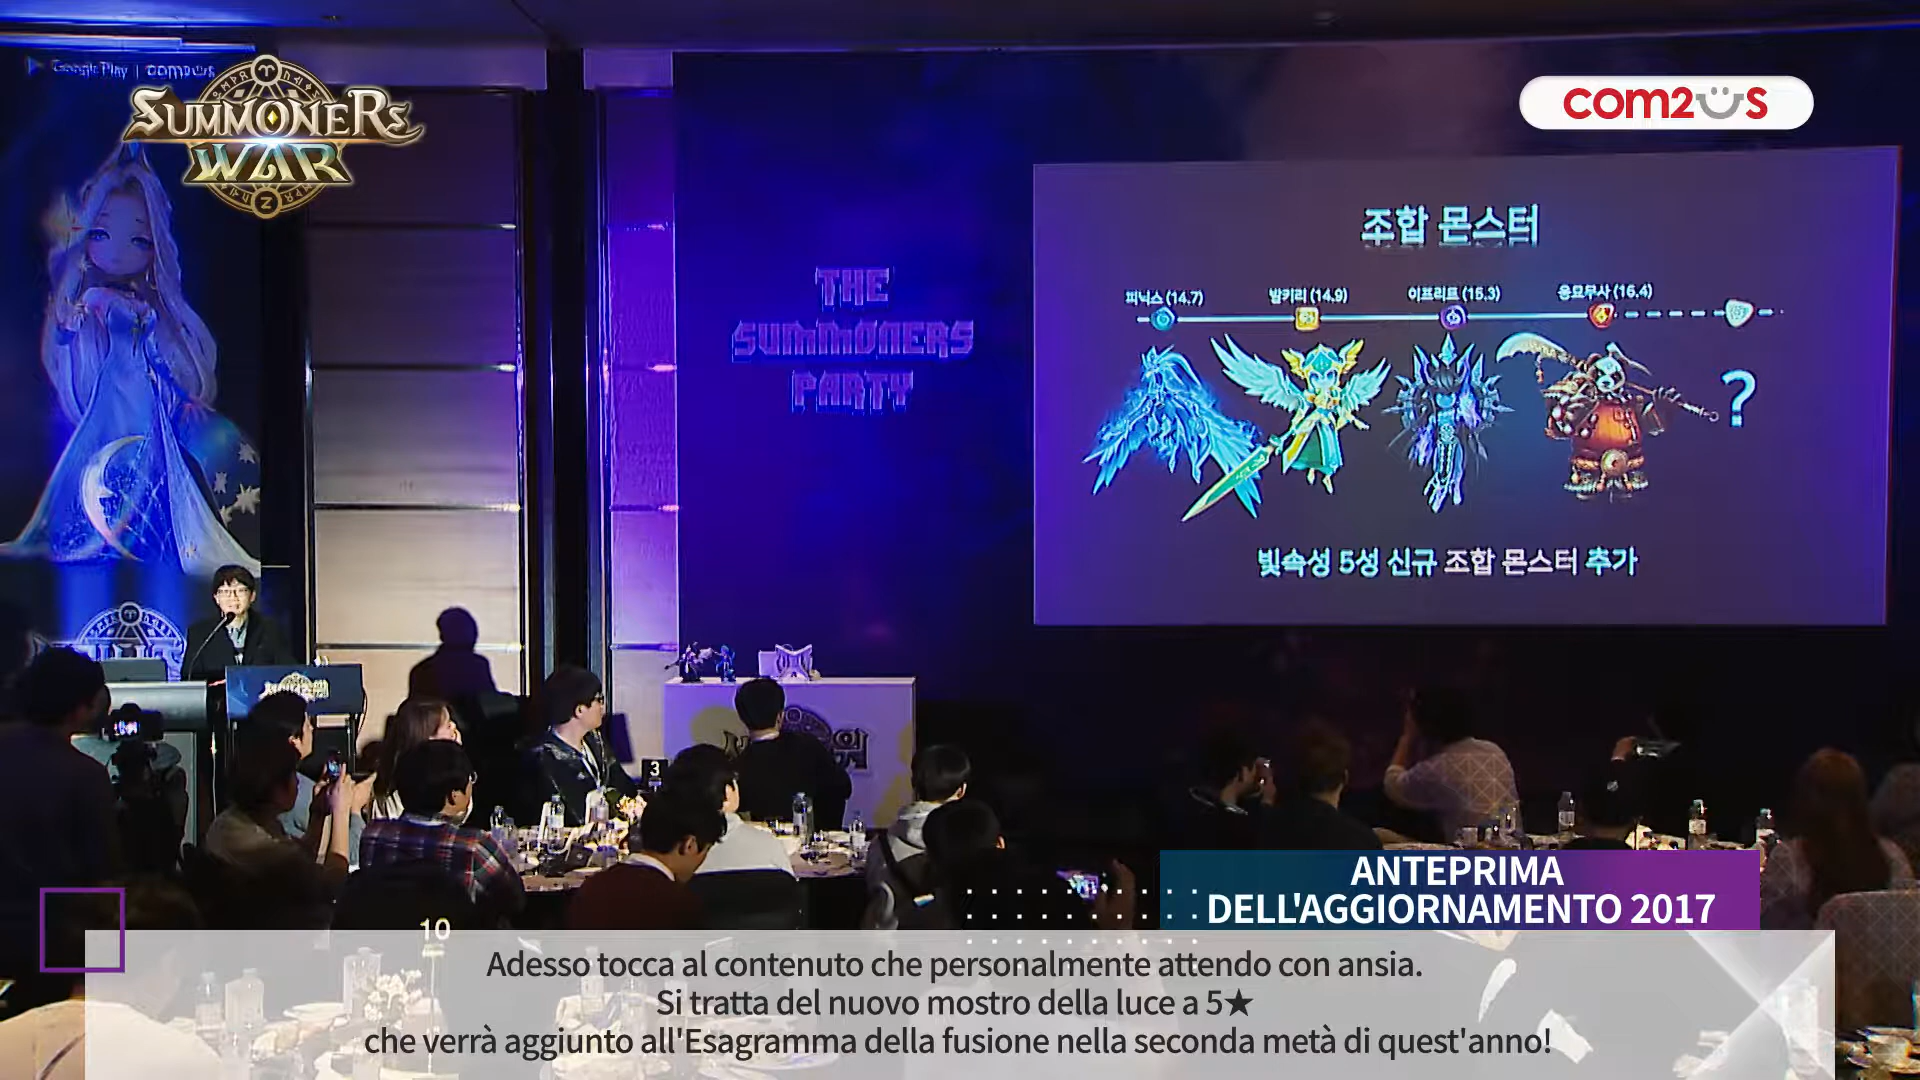 Google Play | COM2US
SUMMONERS
WAR
COM2US
조합 몬스터
피닉스 (14.7)
발키리 (14.9)
이프리트 (15.3)
웅묘무사 (16.4)
?
빛속성 5성 신규 조합 몬스터 추가
THE
SUMMONERS
PARTY
3
10
ANTEPRIMA
DELL'AGGIORNAMENTO 2017
Adesso tocca al contenuto che personalmente attendo con ansia.
Si tratta del nuovo mostro della luce a 5★
che verrà aggiunto all'Esagramma della fusione nella seconda metà di quest'anno!